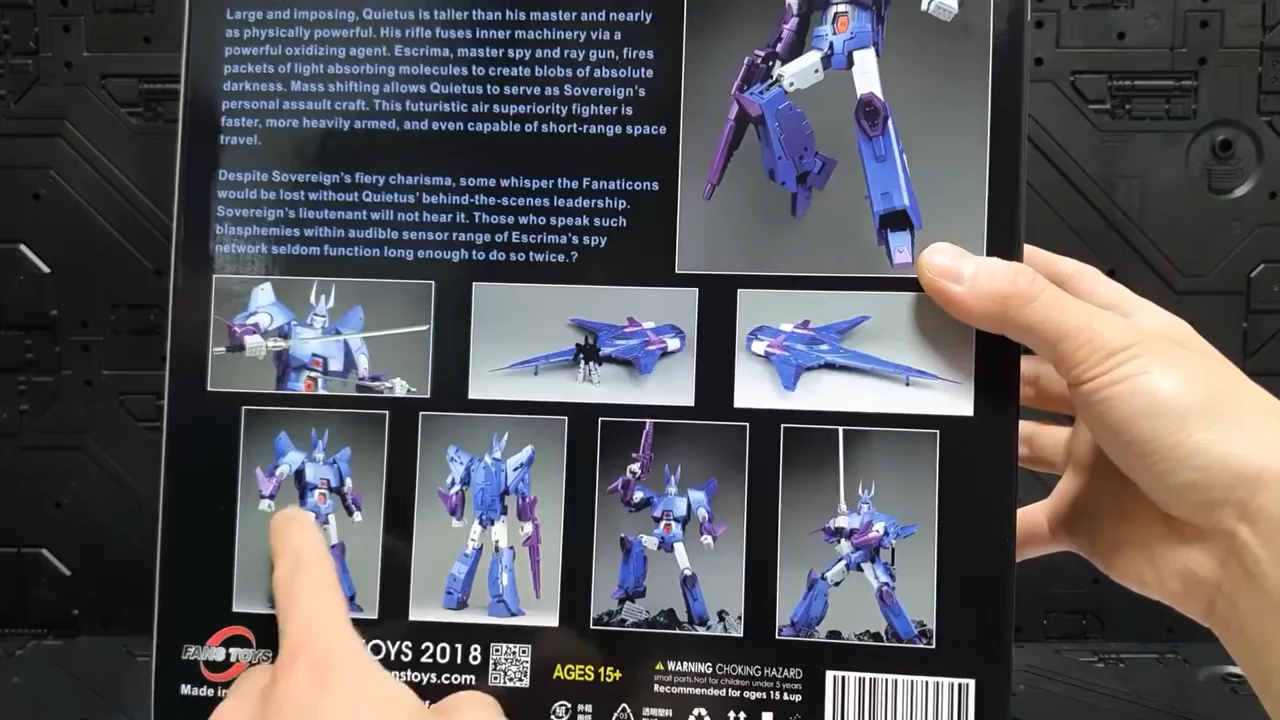 Large and imposing, Quietus is taller than his master and nearly
as physically powerful. His rifle fuses inner machinery via a
powerful oxidizing agent. Escrima, master spy and ray gun, fires
packets of light absorbing molecules to create blobs of absolute
darkness. Mass shifting allows Quietus to serve as Sovereign's
personal assault craft. This futuristic air superiority fighter is
faster, more heavily armed, and even capable of short-range space
travel.
Despite Sovereign's fiery charisma, some whisper the Fanaticons
would be lost without Quietus' behind-the-scenes leadership.
Sovereign's lieutenant will not hear it. Those who speak such
blasphemies within audible sensor range of Escrima's spy
network seldom function long enough to do so twice.?
FANS TOYS
Made in
OYS 2018
nstoys.com
AGES 15+
WARNING CHOKING HAZARD
small parts.Not for children under 5 years
Recommended for ages 15 &up